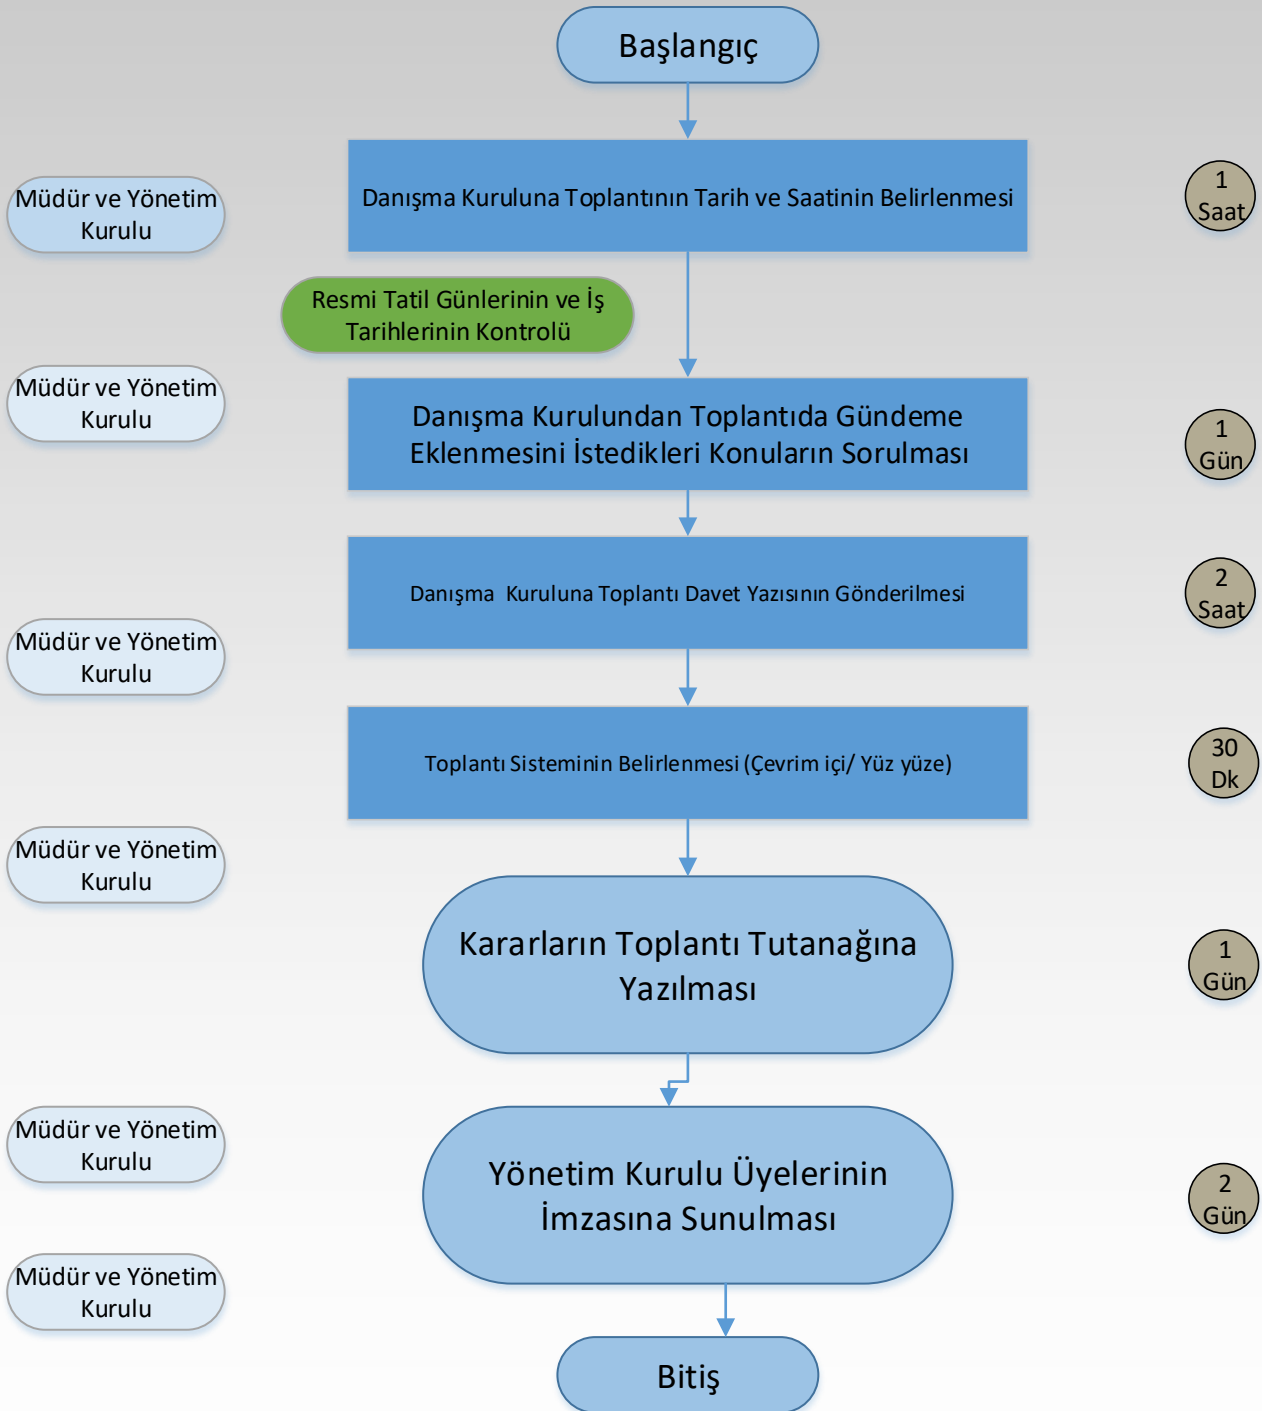 Başlangıç
Müdür ve Yönetim
Kurulu
Danışma Kuruluna Toplantının Tarih ve Saatinin Belirlenmesi
1
Saat
Resmi Tatil Günlerinin ve İş
Tarihlerinin Kontrolü
Müdür ve Yönetim
Kurulu
Danışma Kurulundan Toplantıda Gündeme
Eklenmesini İstedikleri Konuların Sorulması
1
Gün
Danışma Kuruluna Toplantı Davet Yazısının Gönderilmesi
2
Saat
Müdür ve Yönetim
Kurulu
Toplantı Sisteminin Belirlenmesi (Çevrim içi/ Yüz yüze)
30
Dk
Müdür ve Yönetim
Kurulu
Kararların Toplantı Tutanağına
Yazılması
1
Gün
Müdür ve Yönetim
Kurulu
Yönetim Kurulu Üyelerinin
İmzasına Sunulması
2
Gün
Müdür ve Yönetim
Kurulu
Bitiş